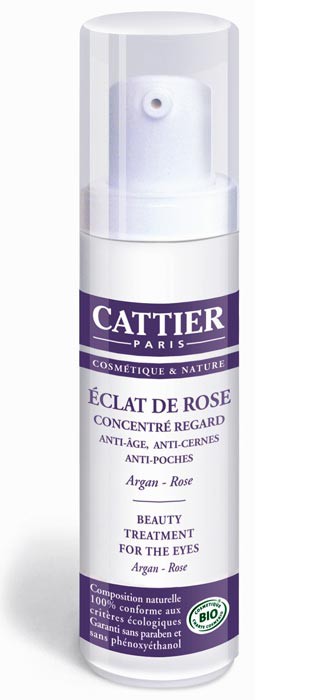 CATTIER
PARIS
COSMÉTIQUE & NATURE
ÉCLAT DE ROSE
CONCENTRÉ REGARD
ANTI-ÂGE, ANTI-CERNES
ANTI-POCHES
Argan - Rose
BEAUTY
TREATMENT
FOR THE EYES
Argan - Rose
Composition naturelle
100% conforme aux
critères écologiques
Garanti sans paraben et
sans phénoxyéthanol
COSMÉTIQUE
BIO